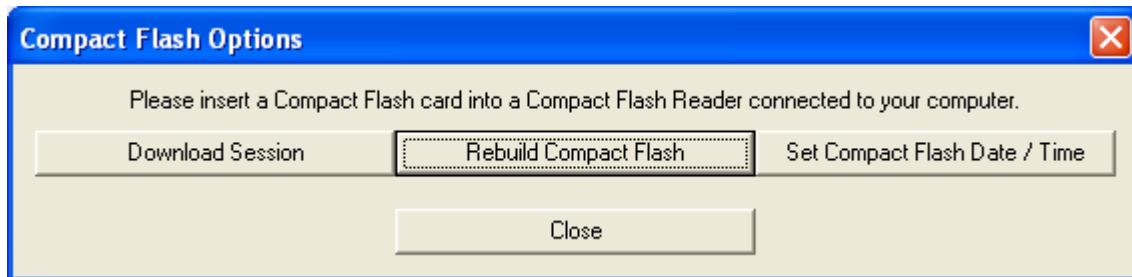 Compact Flash Options
Please insert a Compact Flash card into a Compact Flash Reader connected to your computer.
Download Session
Rebuild Compact Flash
Set Compact Flash Date / Time
Close